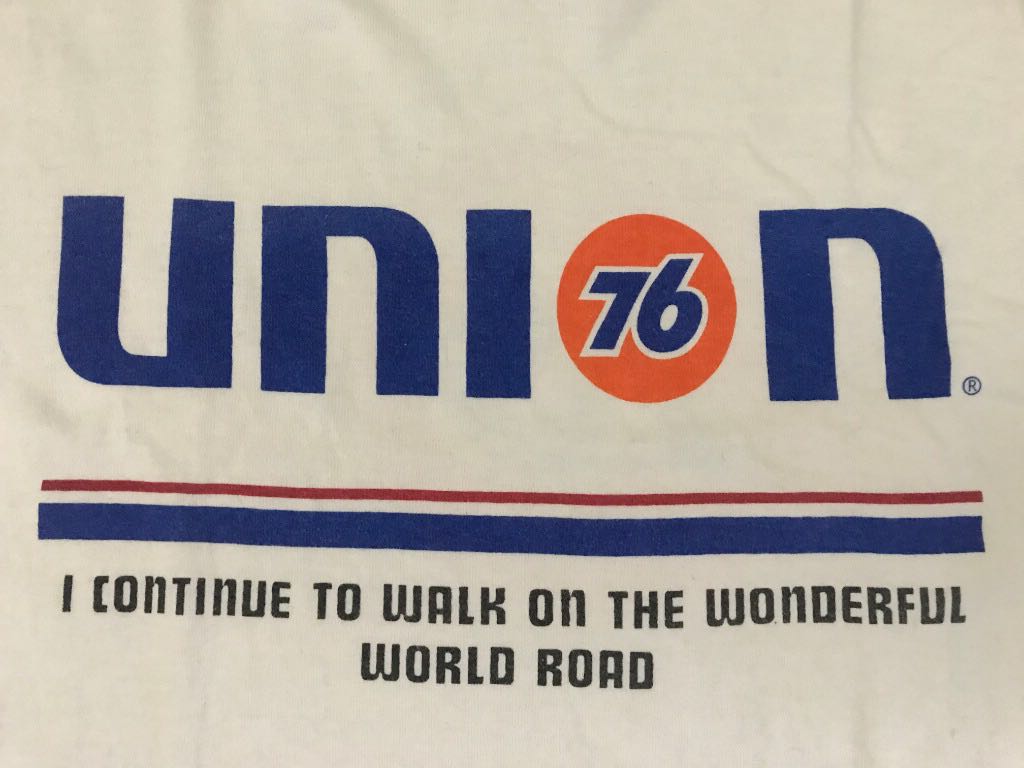 UNION 76 ®
I CONTINUE TO WALK ON THE WONDERFUL
WORLD ROAD